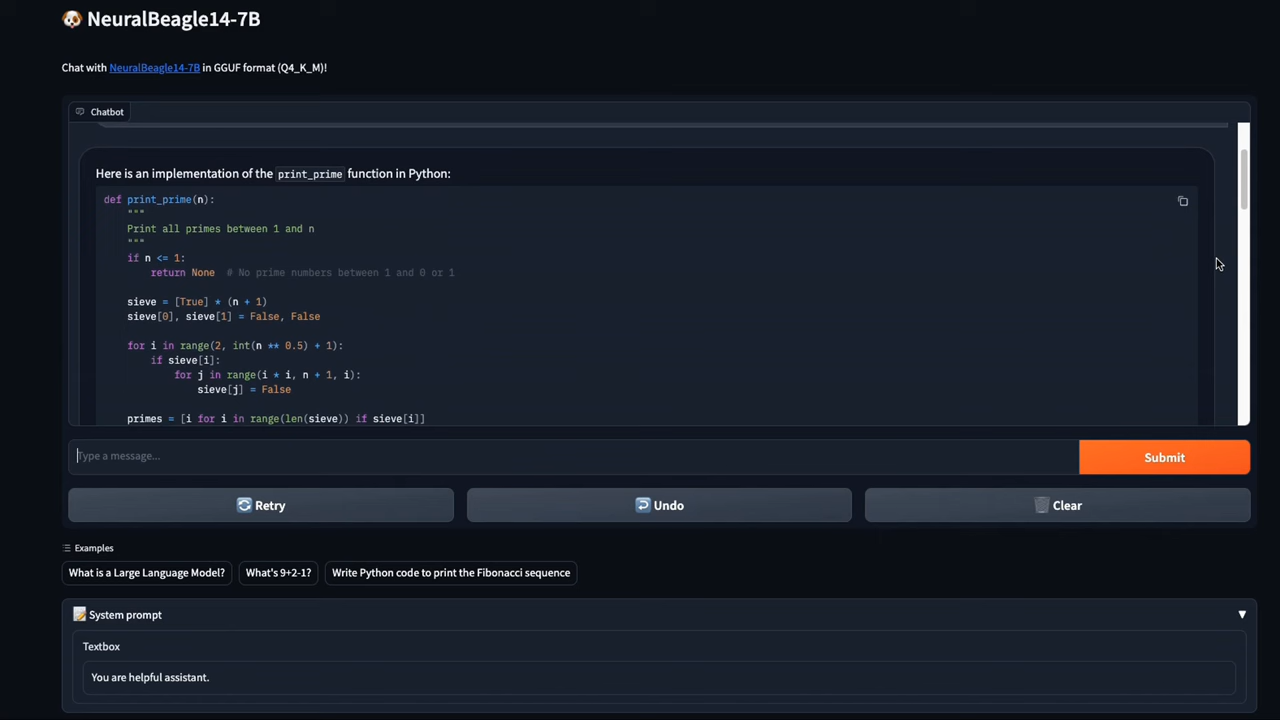 🐶 NeuralBeagle14-7B
Chat with NeuralBeagle14-7B in GGUF format (Q4_K_M)!
Chatbot
Here is an implementation of the print_prime function in Python:
def print_prime(n):
    """
    Print all primes between 1 and n
    """
    if n <= 1:
        return None  # No prime numbers between 1 and 0 or 1
    sieve = [True] * (n + 1)
    sieve[0], sieve[1] = False, False
    for i in range(2, int(n ** 0.5) + 1):
        if sieve[i]:
            for j in range(i * i, n + 1, i):
                sieve[j] = False
    primes = [i for i in range(len(sieve)) if sieve[i]]
Type a message...
Submit
Retry
Undo
Clear
Examples
What is a Large Language Model?
What's 9+2-1?
Write Python code to print the Fibonacci sequence
System prompt
Textbox
You are helpful assistant.